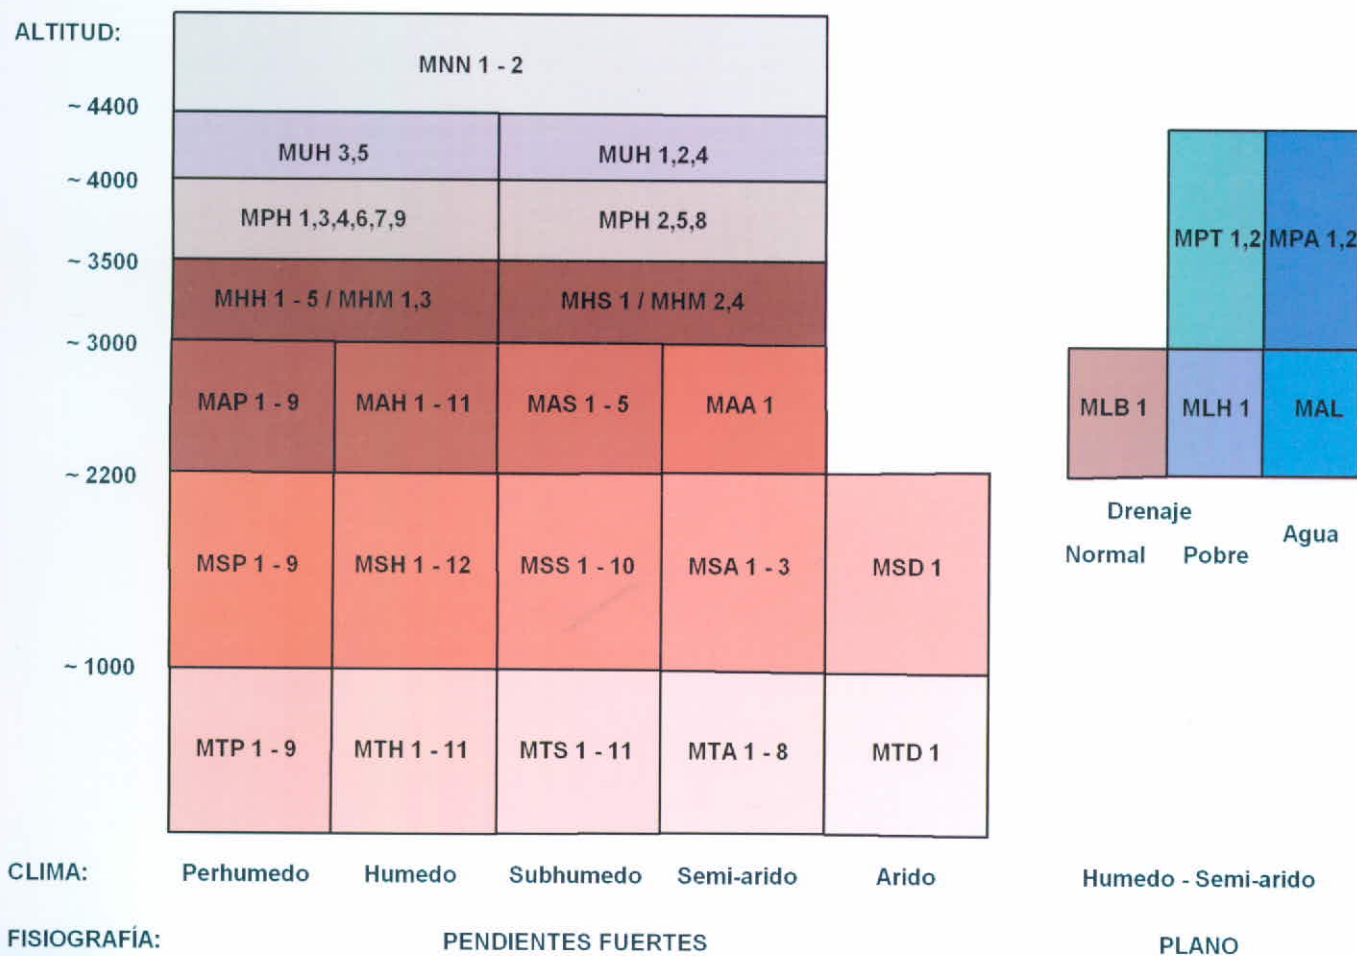 ALTITUD:
MNN 1 - 2
~ 4400
MUH 3,5 MUH 1,2,4
~ 4000
MPH 1,3,4,6,7,9 MPH 2,5,8
MPT 1,2 MPA 1,2
~ 3500
MHH 1 - 5 / MHM 1,3 MHS 1 / MHM 2,4
~ 3000
MAP 1 - 9 MAH 1 - 11 MAS 1 - 5 MAA 1 MLB 1 MLH 1 MAL
~ 2200
Drenaje
Agua
Normal Pobre
MSP 1 - 9 MSH 1 - 12 MSS 1 - 10 MSA 1 - 3 MSD 1
~ 1000
MTP 1 - 9 MTH 1 - 11 MTS 1 - 11 MTA 1 - 8 MTD 1
CLIMA: Perhumedo Humedo Subhumedo Semi-arido Arido Humedo - Semi-arido
FISIOGRAFÍA: PENDIENTES FUERTES PLANO